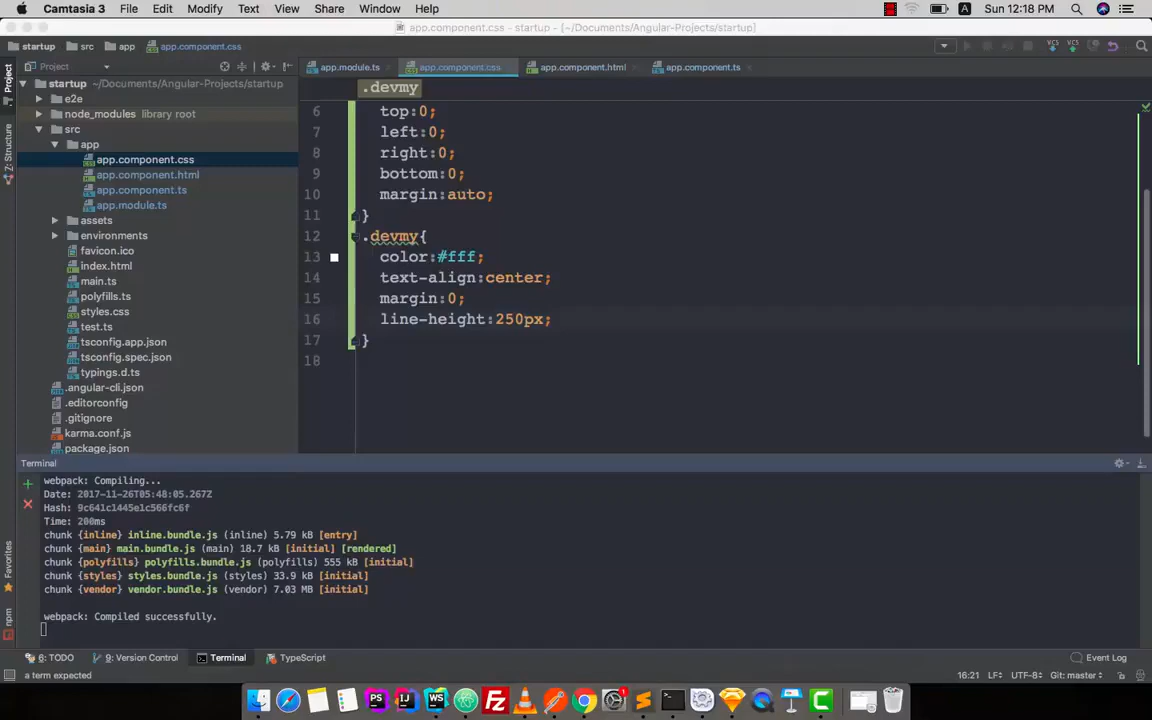 Camtasia 3 File Edit Text View Share Window Help A Sun 12:18 PM
app.component.css - startup - [~/Documents/Angular-Projects/startup]
startup src app app.component.css
Project
app.module.ts app.component.css app.component.html app.component.ts
startup ~/Documents/Angular-Projects/startup
e2e
node_modules library root
src
app
app.component.css
app.component.html
app.component.ts
app.module.ts
assets
environments
favicon.ico
index.html
main.ts
polyfills.ts
styles.css
test.ts
tsconfig.app.json
tsconfig.spec.json
typings.d.ts
.angular-cli.json
.editorconfig
.gitignore
karma.conf.js
package.json
Project
Z: Structure
Favorites
npm
.devmy
6 top:0;
7 left:0;
8 right:0;
9 bottom:0;
10 margin:auto;
11 }
12 .devmy{
13 color:#fff;
14 text-align:center;
15 margin:0;
16 line-height:250px;
17 }
18
Terminal
webpack: Compiling...
Date: 2017-11-26T05:48:05.267Z
Hash: 9c641c1445e1c566fc6f
Time: 200ms
chunk {inline} inline.bundle.js (inline) 5.79 kB [entry]
chunk {main} main.bundle.js (main) 18.7 kB [initial] [rendered]
chunk {polyfills} polyfills.bundle.js (polyfills) 555 kB [initial]
chunk {styles} styles.bundle.js (styles) 33.9 kB [initial]
chunk {vendor} vendor.bundle.js (vendor) 7.03 MB [initial]
webpack: Compiled successfully.
6: TODO 9: Version Control Terminal TypeScript Event Log
a term expected 16:21 LF÷ UTF-8÷ Git: master÷
PS IJ WS FZ 1 C